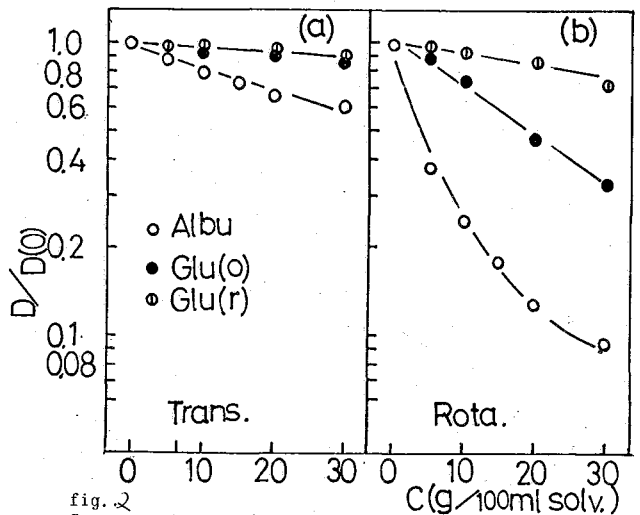 (a)
(b)
1.0
0.8
0.6
0.4
0.2
0.1
0.08
D/D(0)
Albu
Glu(o)
Glu(r)
Trans.
Rota.
0 10 20 30
0 10 20 30
C(g/100ml solv.)
fig. 2